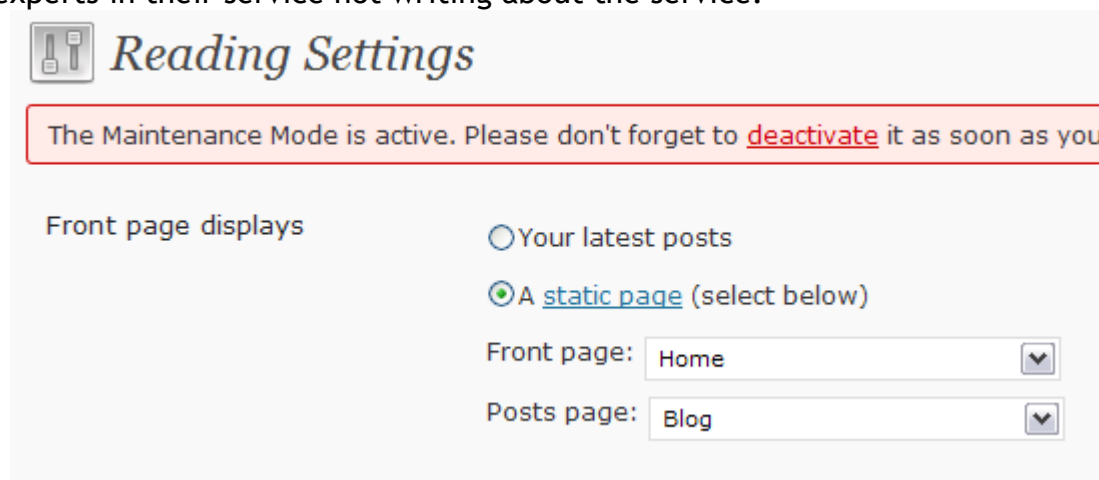 experts in their service not writing about the service.
Reading Settings
The Maintenance Mode is active. Please don't forget to deactivate it as soon as you
Front page displays
Your latest posts
A static page (select below)
Front page: Home
Posts page: Blog